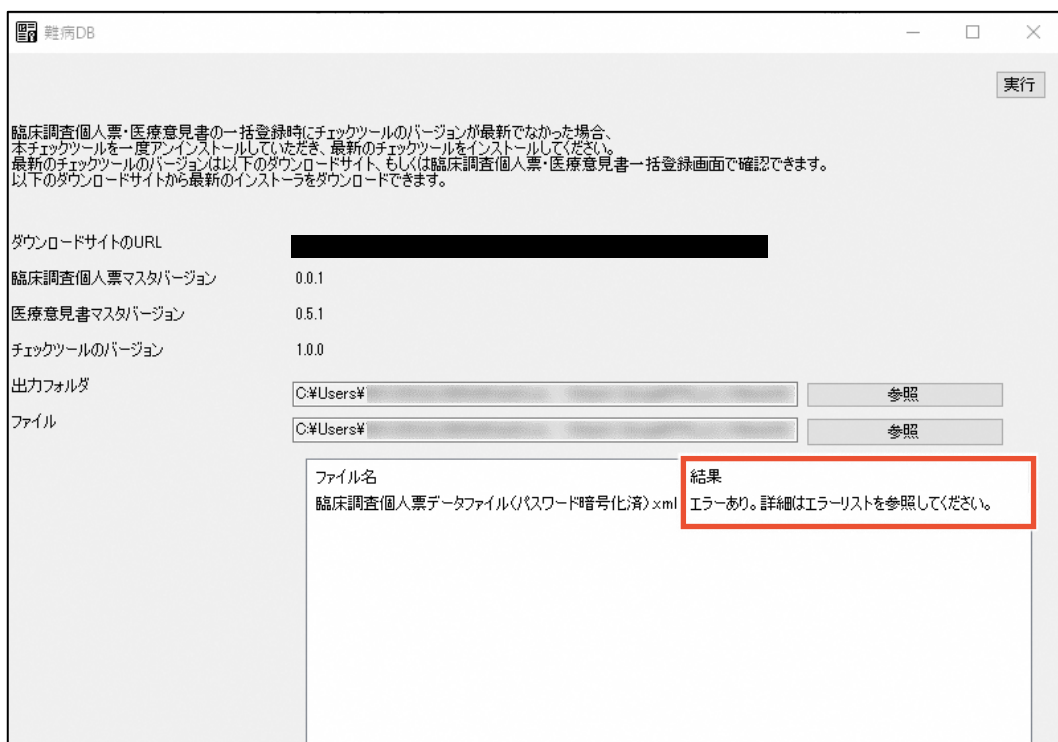 難病DB
実行
臨床調査個人票・医療意見書の一括登録時にチェックツールのバージョンが最新でなかった場合、
本チェックツールを一度アンインストールしていただき、最新のチェックツールをインストールしてください。
最新のチェックツールのバージョンは以下のダウンロードサイト、もしくは臨床調査個人票・医療意見書一括登録画面で確認できます。
以下のダウンロードサイトから最新のインストーラをダウンロードできます。
ダウンロードサイトのURL
臨床調査個人票マスタバージョン 0.0.1
医療意見書マスタバージョン 0.5.1
チェックツールのバージョン 1.0.0
出力フォルダ C:¥Users¥ 参照
ファイル C:¥Users¥ 参照
ファイル名 結果
臨床調査個人票データファイル(パスワード暗号化済).xml エラーあり。詳細はエラーリストを参照してください。